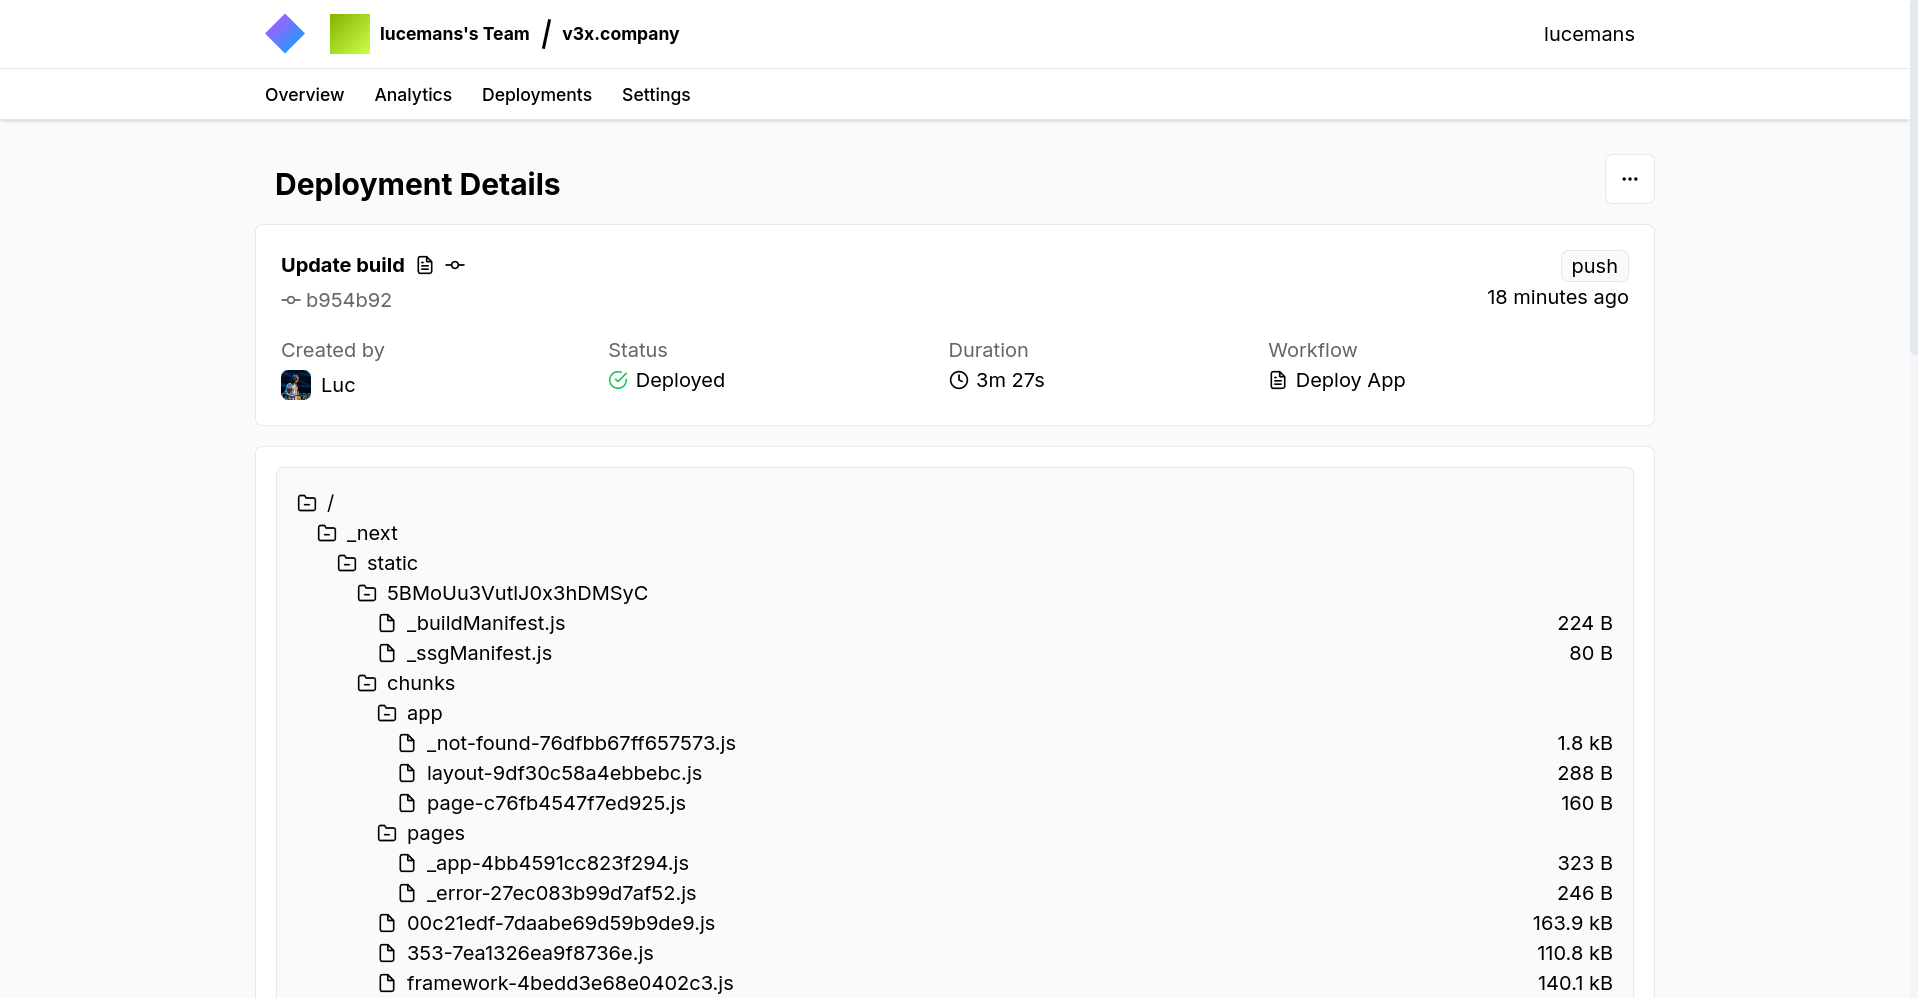 lucemans's Team / v3x.company
lucemans
Overview Analytics Deployments Settings
Deployment Details
Update build
b954b92
push
18 minutes ago
Created by Status Duration Workflow
Luc Deployed 3m 27s Deploy App
/
_next
static
5BMoUu3VutlJ0x3hDMSyC
_buildManifest.js 224 B
_ssgManifest.js 80 B
chunks
app
_not-found-76dfbb67ff657573.js 1.8 kB
layout-9df30c58a4ebbebc.js 288 B
page-c76fb4547f7ed925.js 160 B
pages
_app-4bb4591cc823f294.js 323 B
_error-27ec083b99d7af52.js 246 B
00c21edf-7daabe69d59b9de9.js 163.9 kB
353-7ea1326ea9f8736e.js 110.8 kB
framework-4bedd3e68e0402c3.js 140.1 kB